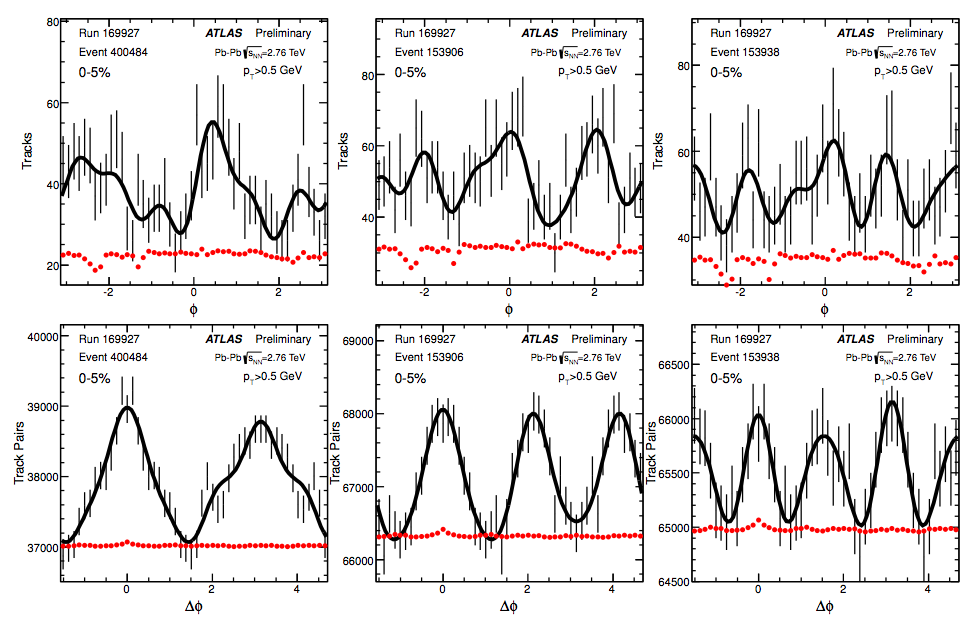 Run 169927 ATLAS Preliminary
Event 400484 Pb-Pb √sNN=2.76 TeV
0-5% pT>0.5 GeV
Tracks
80
60
40
20
-2 0 2
ϕ
Run 169927 ATLAS Preliminary
Event 153906 Pb-Pb √sNN=2.76 TeV
0-5% pT>0.5 GeV
Tracks
80
60
40
-2 0 2
ϕ
Run 169927 ATLAS Preliminary
Event 153938 Pb-Pb √sNN=2.76 TeV
0-5% pT>0.5 GeV
Tracks
80
60
40
-2 0 2
ϕ
Run 169927 ATLAS Preliminary
Event 400484 Pb-Pb √sNN=2.76 TeV
0-5% pT>0.5 GeV
Track Pairs
40000
39000
38000
37000
0 2 4
Δϕ
Run 169927 ATLAS Preliminary
Event 153906 Pb-Pb √sNN=2.76 TeV
0-5% pT>0.5 GeV
Track Pairs
69000
68000
67000
66000
0 2 4
Δϕ
Run 169927 ATLAS Preliminary
Event 153938 Pb-Pb √sNN=2.76 TeV
0-5% pT>0.5 GeV
Track Pairs
66500
66000
65500
65000
64500
0 2 4
Δϕ